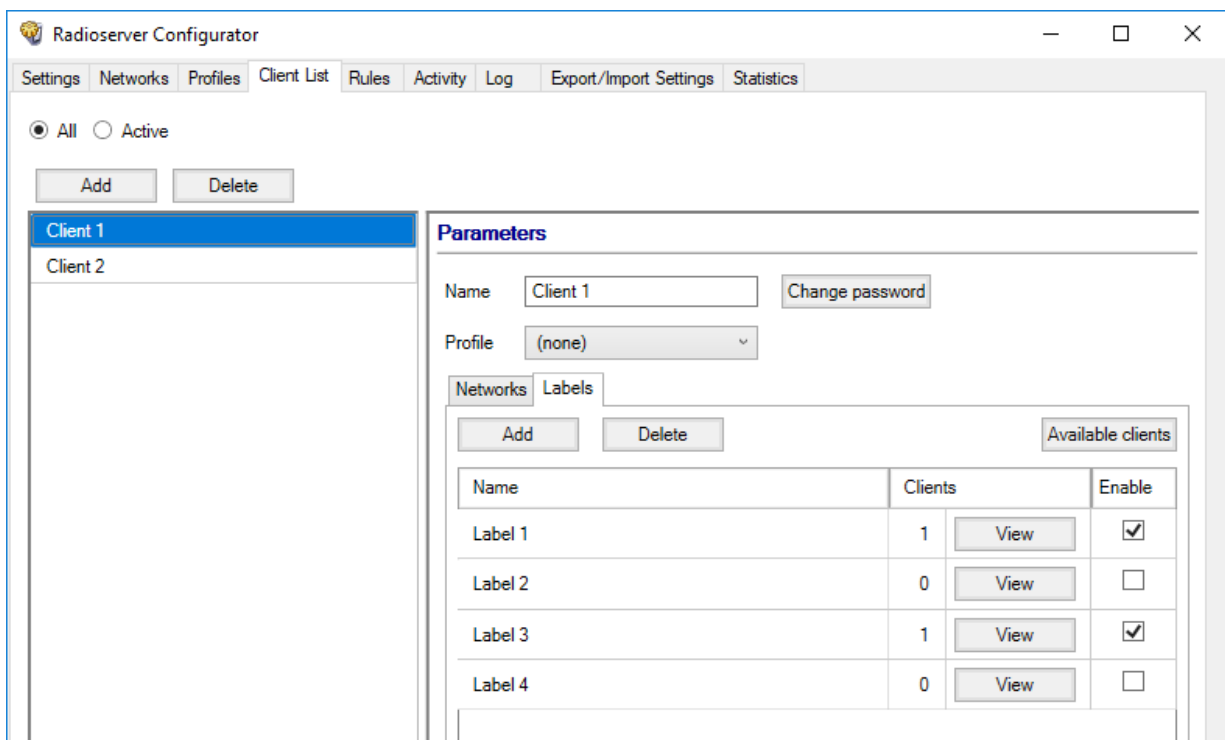 Radioserver Configurator
Settings Networks Profiles Client List Rules Activity Log Export/Import Settings Statistics
All Active
Add Delete
Client 1
Client 2
Parameters
Name Client 1 Change password
Profile (none)
Networks Labels
Add Delete Available clients
Name Clients Enable
Label 1 1 View
Label 2 0 View
Label 3 1 View
Label 4 0 View